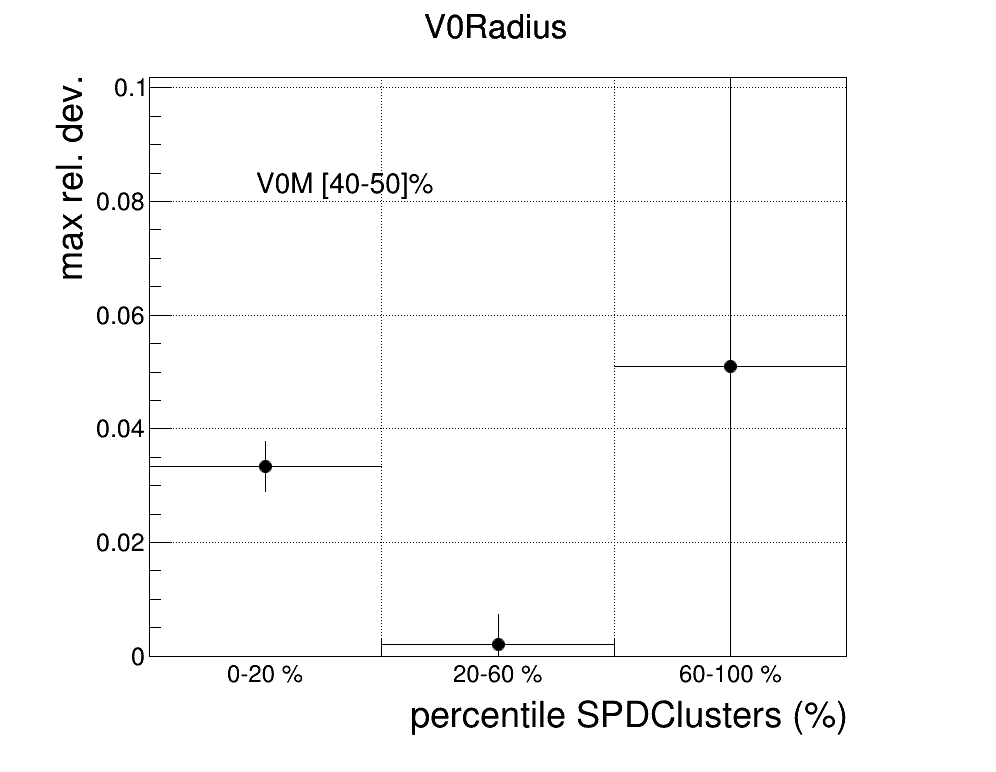 V0Radius
max rel. dev.
0.1
0.08
0.06
0.04
0.02
0
V0M [40-50]%
0-20 %
20-60 %
60-100 %
percentile SPDClusters (%)